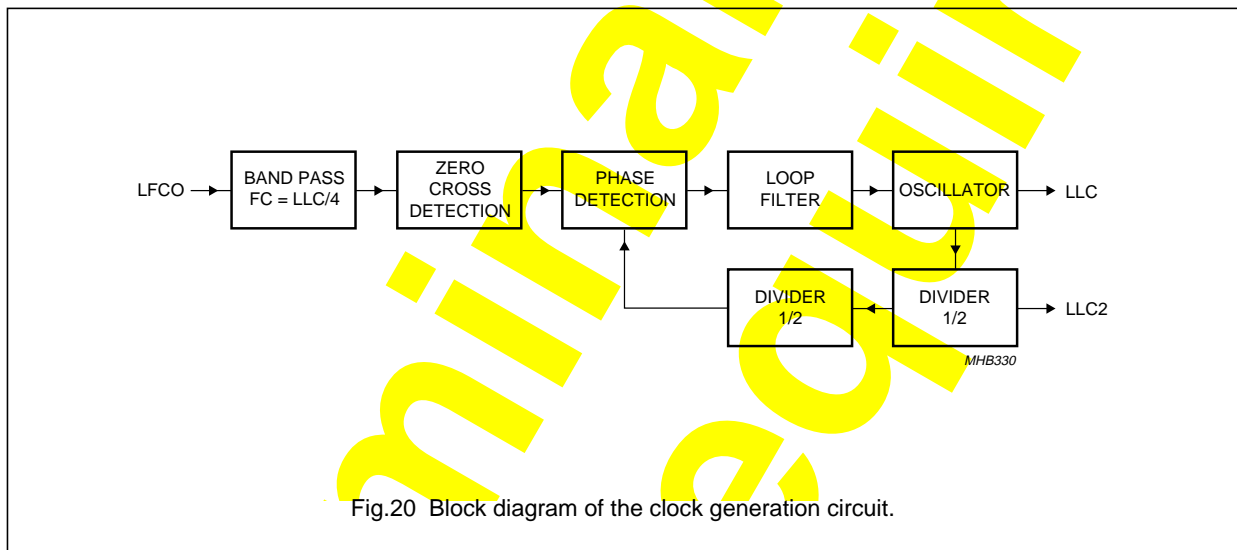 LFCO
BAND PASS
FC = LLC/4
ZERO
CROSS
DETECTION
PHASE
DETECTION
LOOP
FILTER
OSCILLATOR
LLC
DIVIDER
1/2
DIVIDER
1/2
LLC2
MHB330
Fig.20 Block diagram of the clock generation circuit.